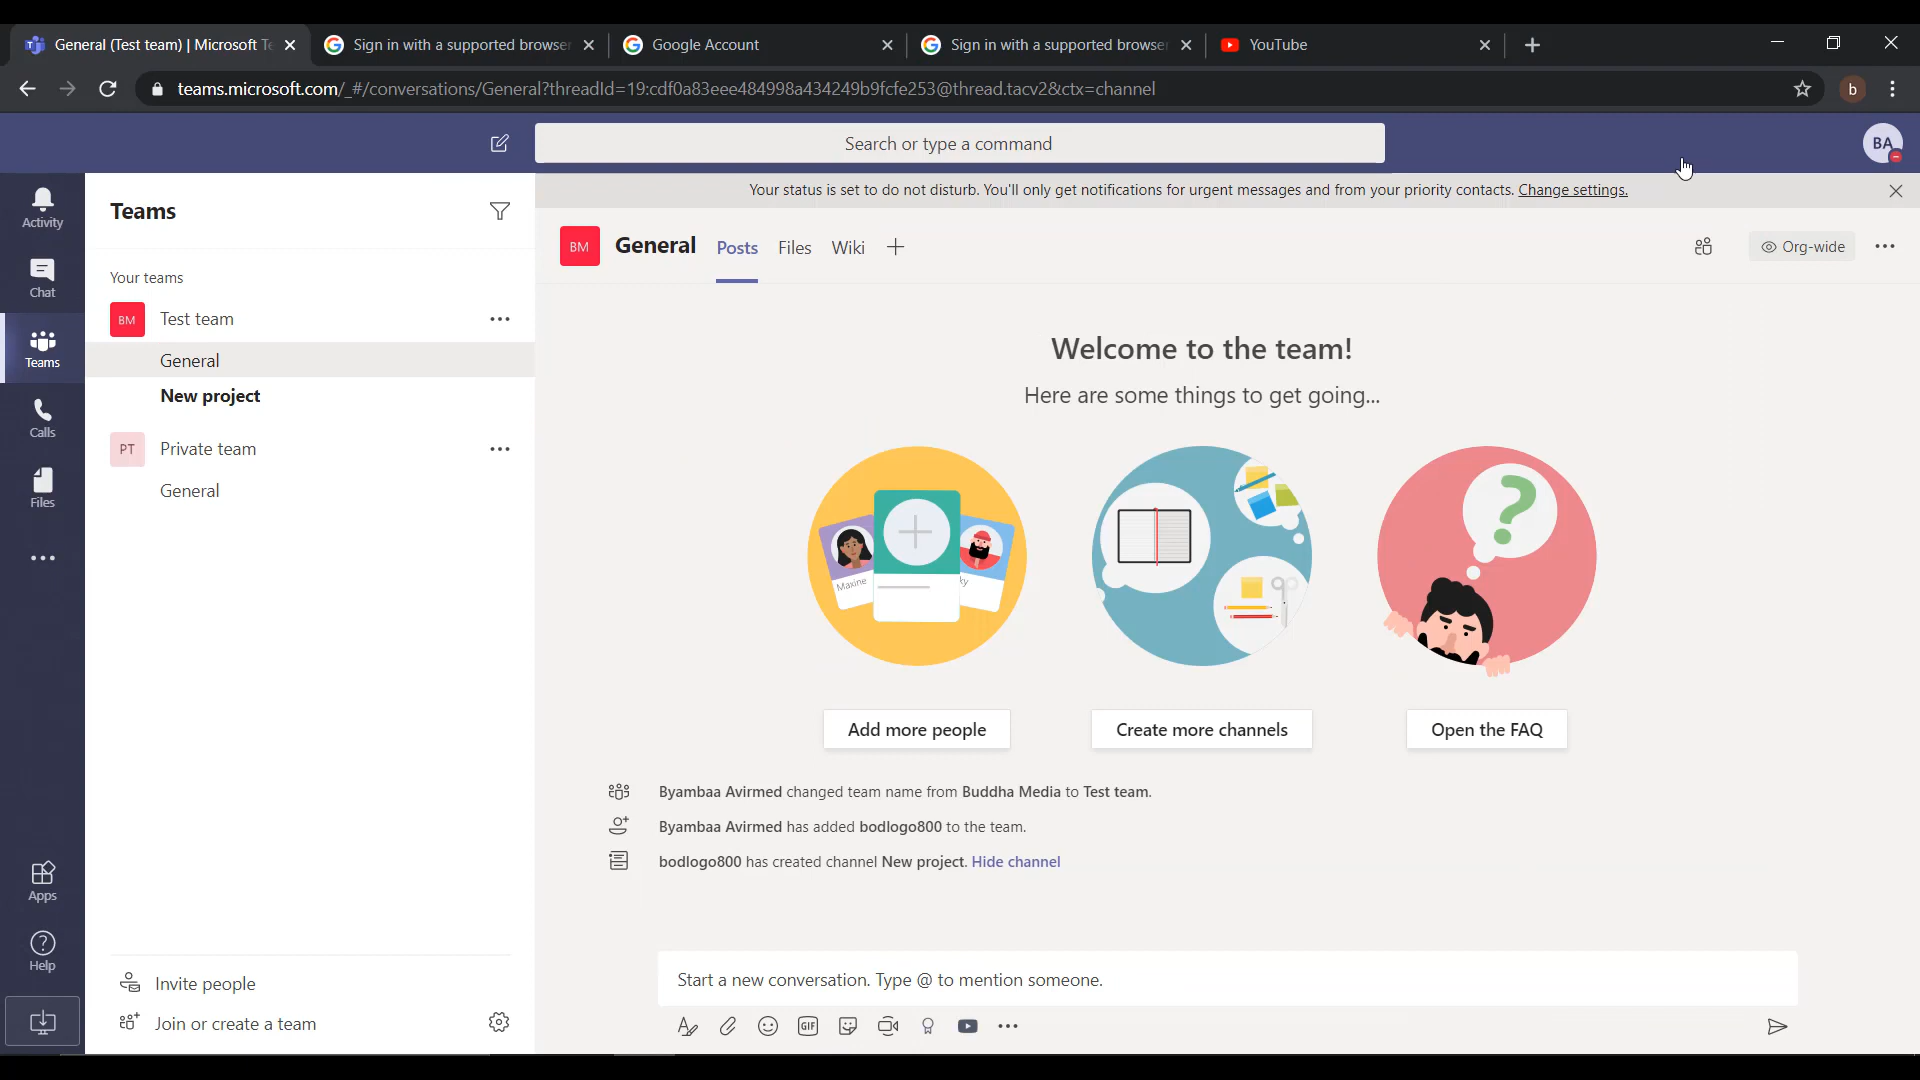 General (Test team) | Microsoft Te
Sign in with a supported browser
Google Account
Sign in with a supported browser
YouTube
teams.microsoft.com/_#/conversations/General?threadId=19:cdf0a83eee484998a434249b9fcfe253@thread.tacv2&ctx=channel
b
Search or type a command
BA
Your status is set to do not disturb. You'll only get notifications for urgent messages and from your priority contacts. Change settings.
Activity
Chat
Teams
Calls
Files
Apps
Help
Teams
Your teams
BM Test team
General
New project
PT Private team
General
Invite people
Join or create a team
BM General Posts Files Wiki
Org-wide
Welcome to the team!
Here are some things to get going...
Maxine
ky
?
Add more people
Create more channels
Open the FAQ
Byambaa Avirmed changed team name from Buddha Media to Test team.
Byambaa Avirmed has added bodlogo800 to the team.
bodlogo800 has created channel New project. Hide channel
Start a new conversation. Type @ to mention someone.
GIF